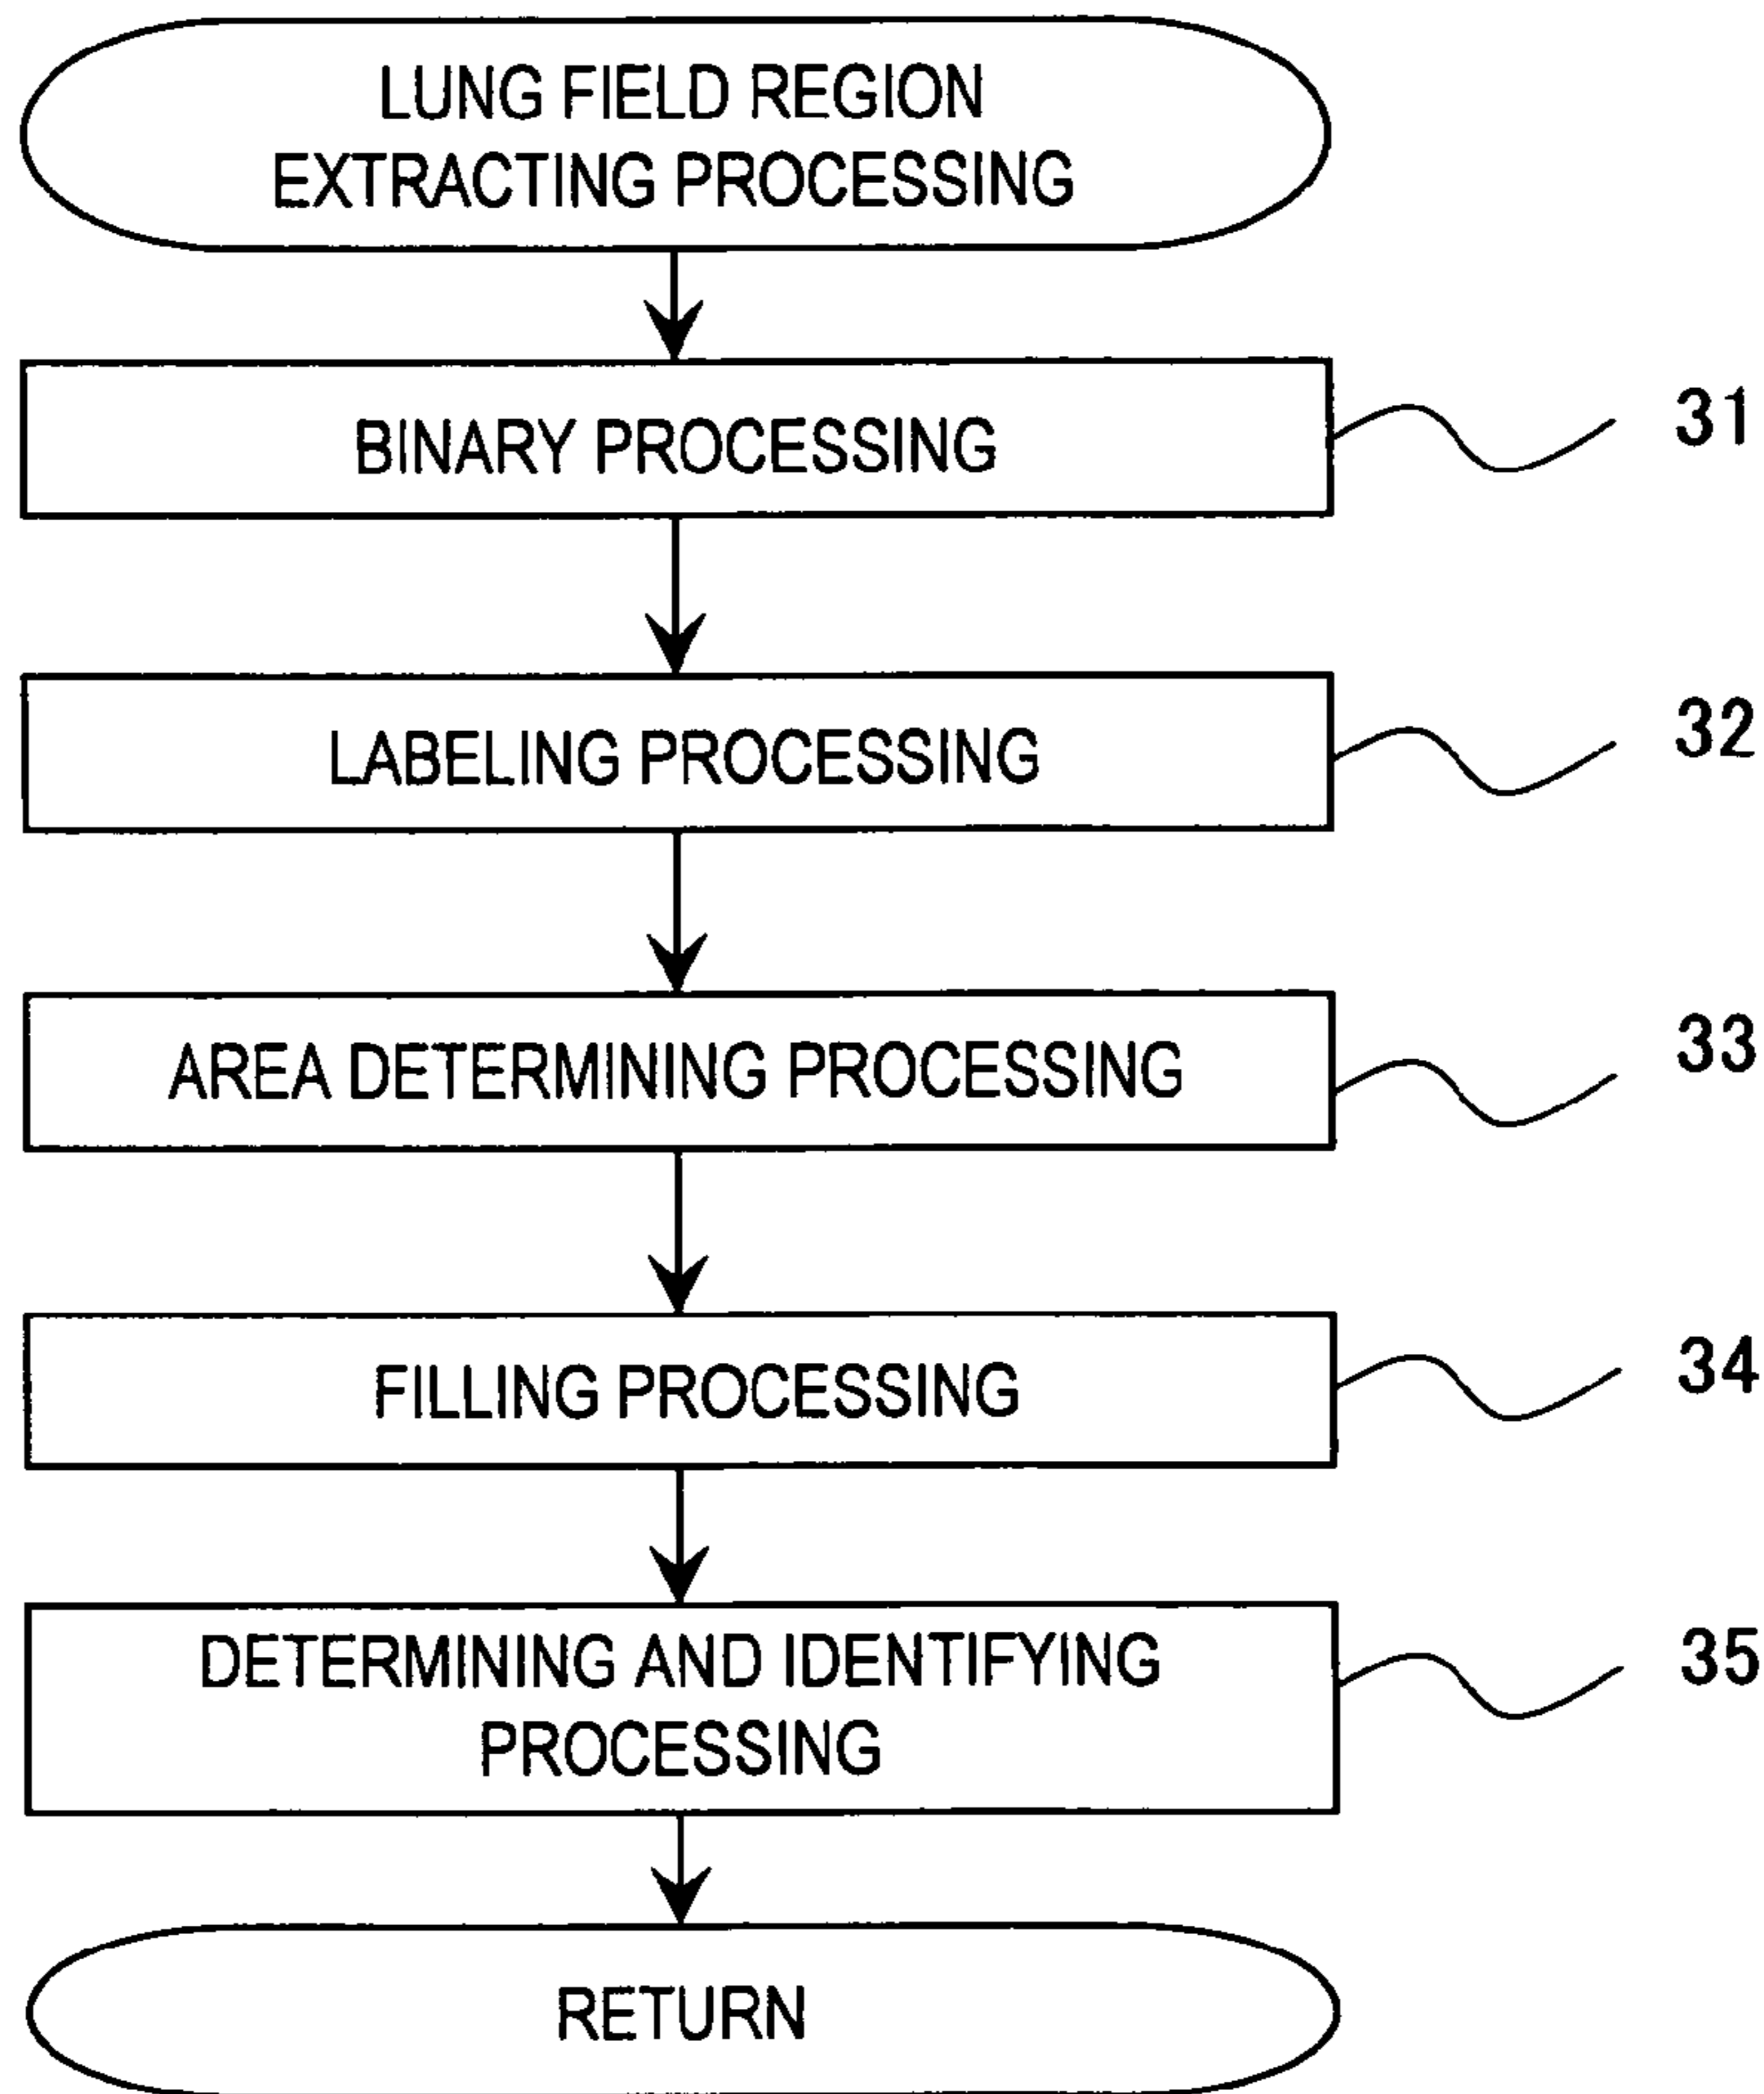 LUNG FIELD REGION
EXTRACTING PROCESSING
BINARY PROCESSING
31
LABELING PROCESSING
32
AREA DETERMINING PROCESSING
33
FILLING PROCESSING
34
DETERMINING AND IDENTIFYING
PROCESSING
35
RETURN